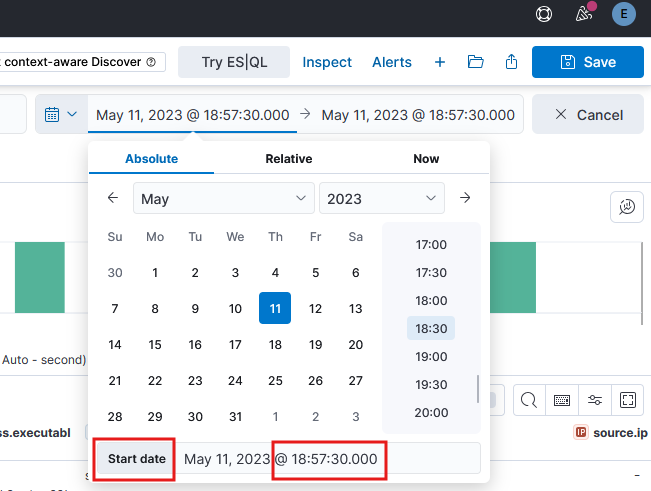 E
context-aware Discover
Try ES|QL
Inspect
Alerts
Save
May 11, 2023 @ 18:57:30.000
May 11, 2023 @ 18:57:30.000
Cancel
Absolute
Relative
Now
May
2023
Su Mo Tu We Th Fr Sa
30 1 2 3 4 5 6
7 8 9 10 11 12 13
14 15 16 17 18 19 20
21 22 23 24 25 26 27
28 29 30 31 1 2 3
17:00
17:30
18:00
18:30
19:00
19:30
20:00
Auto - second)
ss.executabl
IP source.ip
Start date
May 11, 2023 @ 18:57:30.000
-